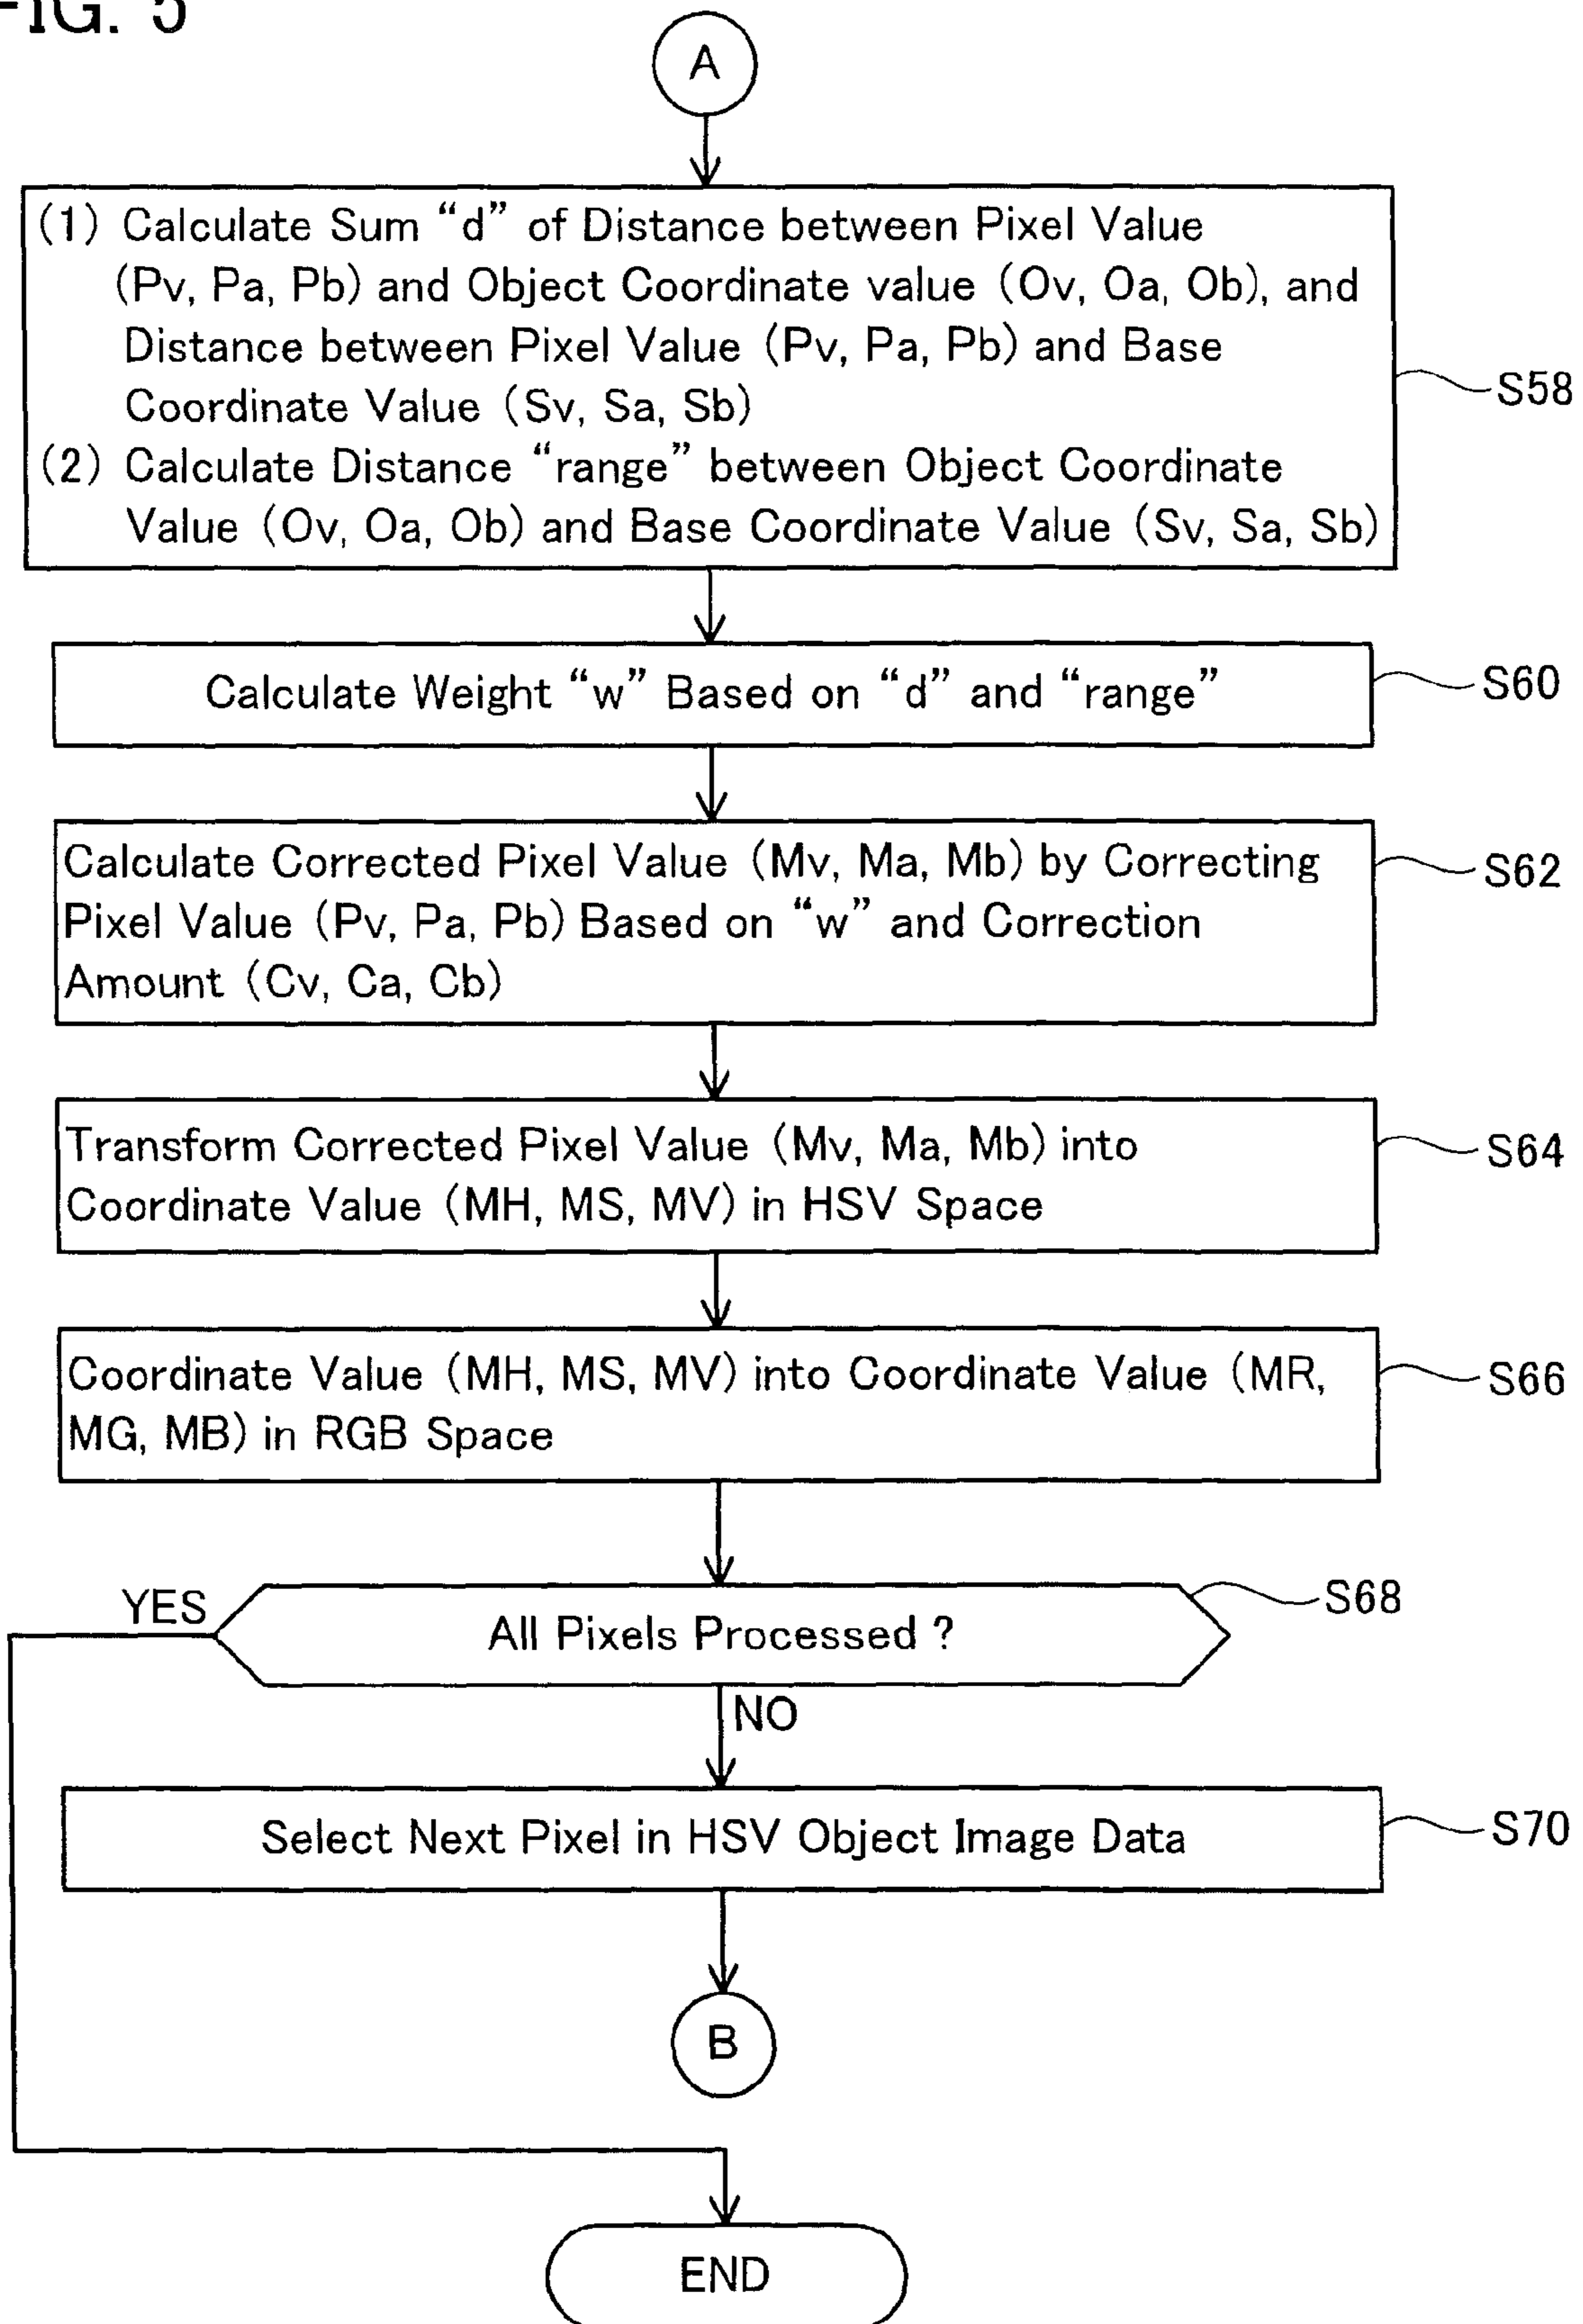 FIG. 5
A
(1) Calculate Sum “d” of Distance between Pixel Value
(Pv, Pa, Pb) and Object Coordinate value (Ov, Oa, Ob), and
Distance between Pixel Value (Pv, Pa, Pb) and Base
Coordinate Value (Sv, Sa, Sb)
(2) Calculate Distance “range” between Object Coordinate
Value (Ov, Oa, Ob) and Base Coordinate Value (Sv, Sa, Sb)
S58
Calculate Weight “w” Based on “d” and “range”
S60
Calculate Corrected Pixel Value (Mv, Ma, Mb) by Correcting
Pixel Value (Pv, Pa, Pb) Based on “w” and Correction
Amount (Cv, Ca, Cb)
S62
Transform Corrected Pixel Value (Mv, Ma, Mb) into
Coordinate Value (MH, MS, MV) in HSV Space
S64
Coordinate Value (MH, MS, MV) into Coordinate Value (MR,
MG, MB) in RGB Space
S66
YES
All Pixels Processed ?
S68
NO
Select Next Pixel in HSV Object Image Data
S70
B
END